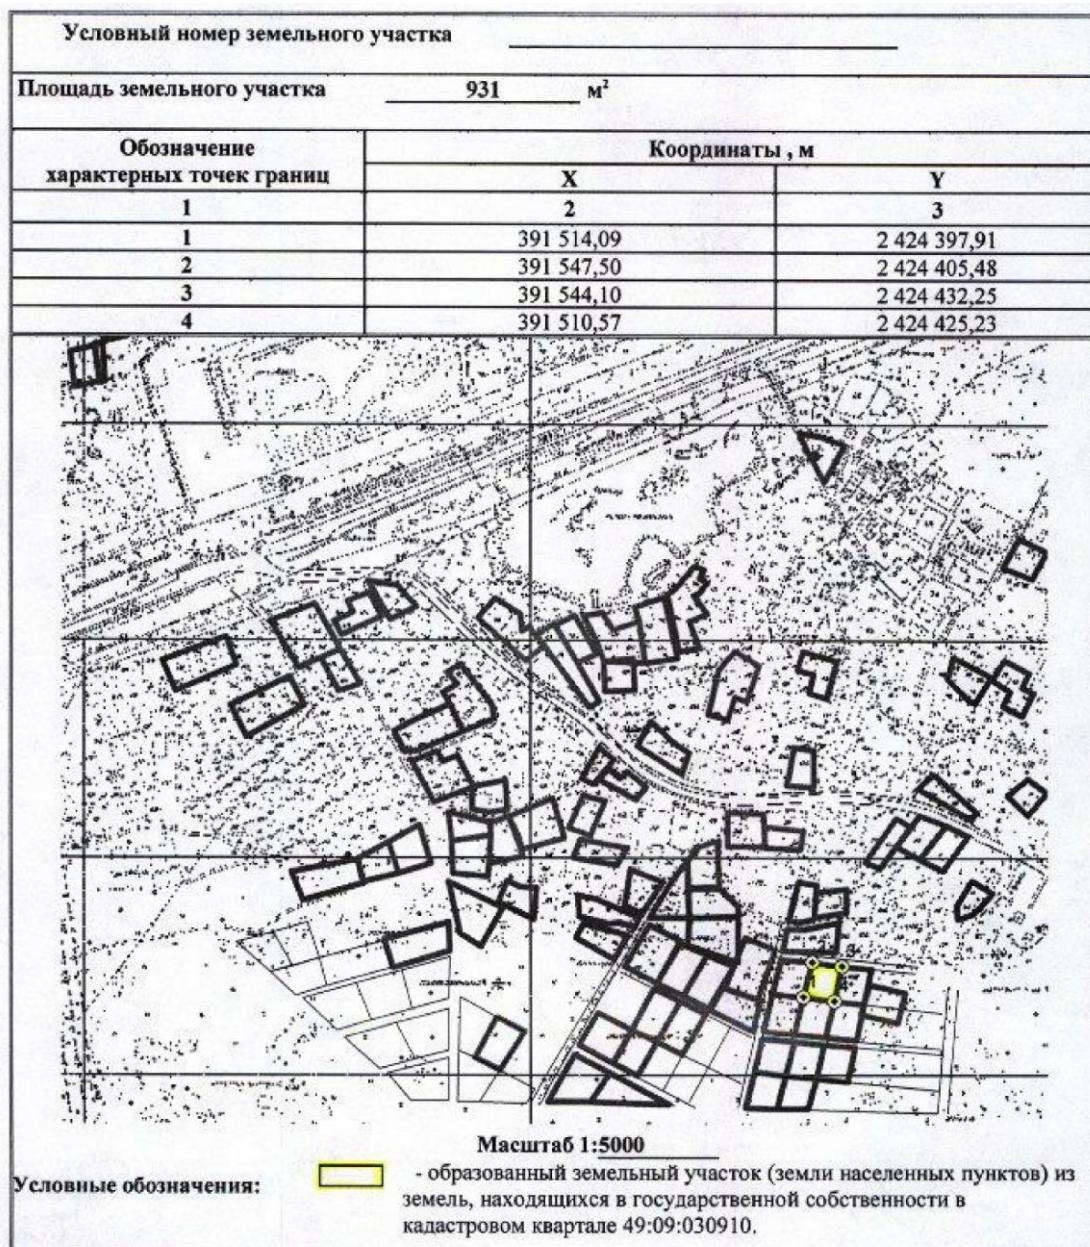 Условный номер земельного участка
Площадь земельного участка 931 м²
Обозначение характерных точек границ
Координаты , м
X Y
1 2 3
1 391 514,09 2 424 397,91
2 391 547,50 2 424 405,48
3 391 544,10 2 424 432,25
4 391 510,57 2 424 425,23
Масштаб 1:5000
Условные обозначения:
- образованный земельный участок (земли населенных пунктов) из
земель, находящихся в государственной собственности в
кадастровом квартале 49:09:030910.